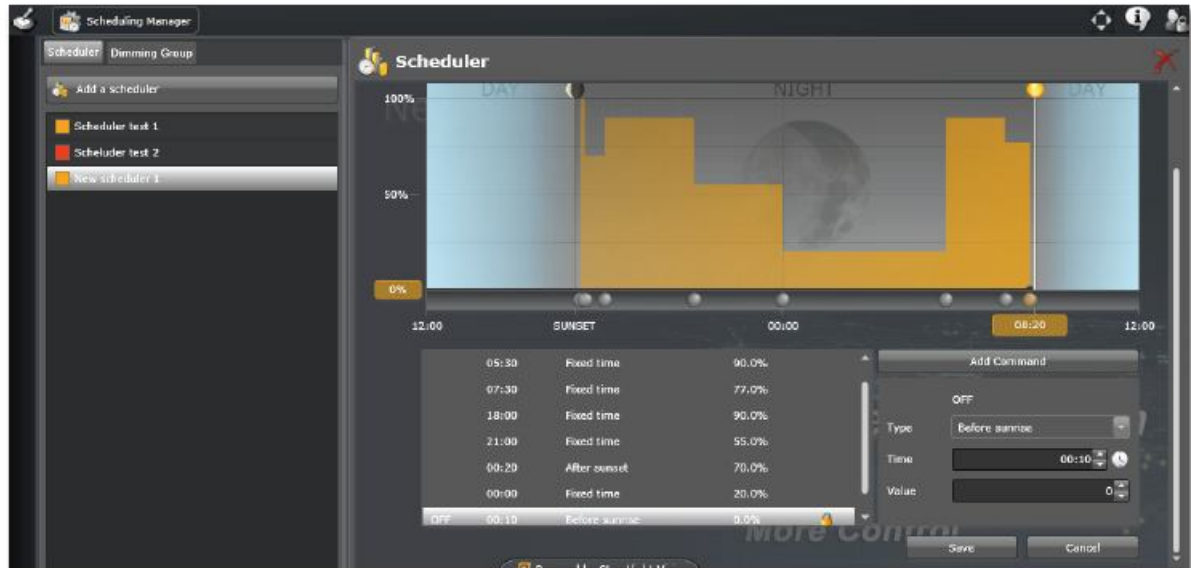 Scheduling Manager
Scheduler Dimming Group
Add a scheduler
Scheduler test 1
Scheluder test 2
New scheduler 1
Scheduler
DAY NIGHT DAY
100%
50%
0%
12:00 SUNSET 00:00 08:20 12:00
05:30 Fixed time 90.0%
07:30 Fixed time 77.0%
18:00 Fixed time 90.0%
21:00 Fixed time 55.0%
00:20 After sunset 70.0%
00:00 Fixed time 20.0%
OFF 00:10 Before sunrise 0.0%
Add Command
OFF
Type Before sunrise
Time 00:10
Value 0
More Control
Save Cancel